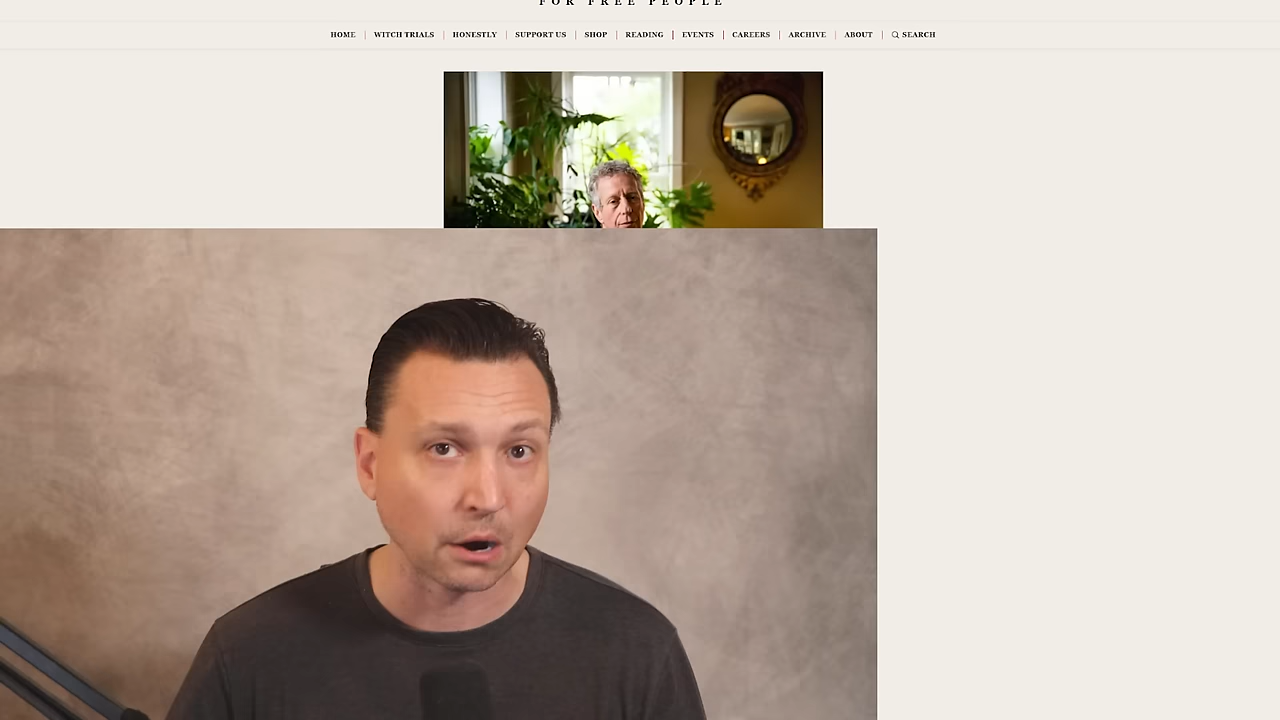 FOR FREE PEOPLE
HOME | WITCH TRIALS | HONESTLY | SUPPORT US | SHOP | READING | EVENTS | CAREERS | ARCHIVE | ABOUT | SEARCH